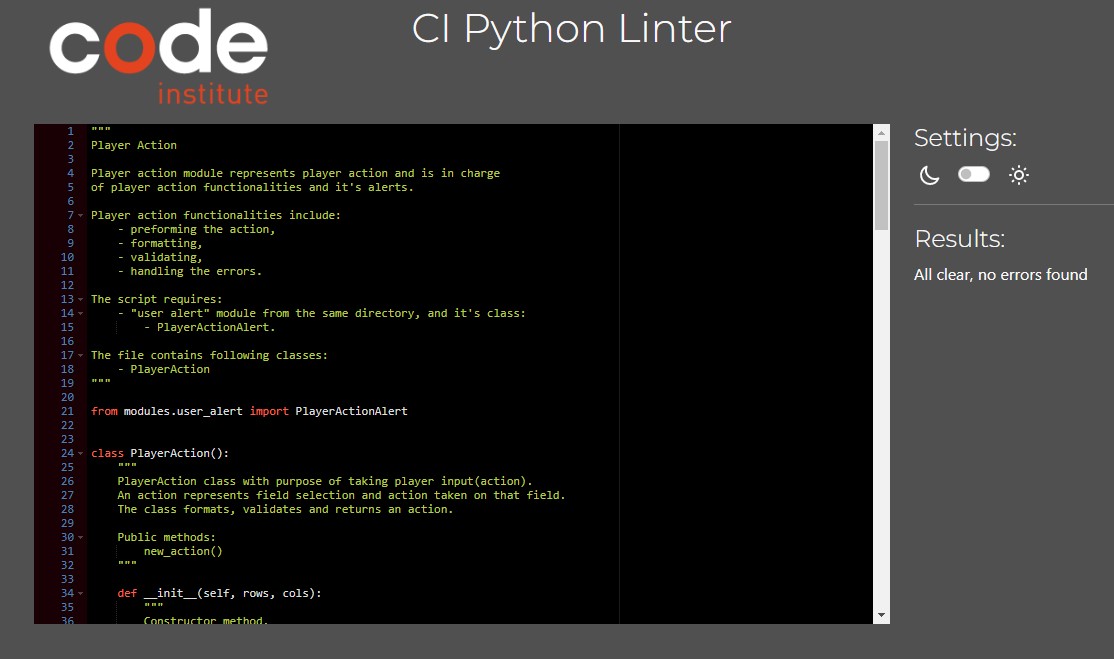 code
institute
CI Python Linter
1 """
2 Player Action
3
4 Player action module represents player action and is in charge
5 of player action functionalities and it's alerts.
6
7 Player action functionalities include:
8     - preforming the action,
9     - formatting,
10     - validating,
11     - handling the errors.
12
13 The script requires:
14     - "user alert" module from the same directory, and it's class:
15         - PlayerActionAlert.
16
17 The file contains following classes:
18     - PlayerAction
19 """
20
21 from modules.user_alert import PlayerActionAlert
22
23
24 class PlayerAction():
25     """
26     PlayerAction class with purpose of taking player input(action).
27     An action represents field selection and action taken on that field.
28     The class formats, validates and returns an action.
29
30     Public methods:
31         new_action()
32     """
33
34     def __init__(self, rows, cols):
35         """
36         Constructor method.
Settings:
Results:
All clear, no errors found